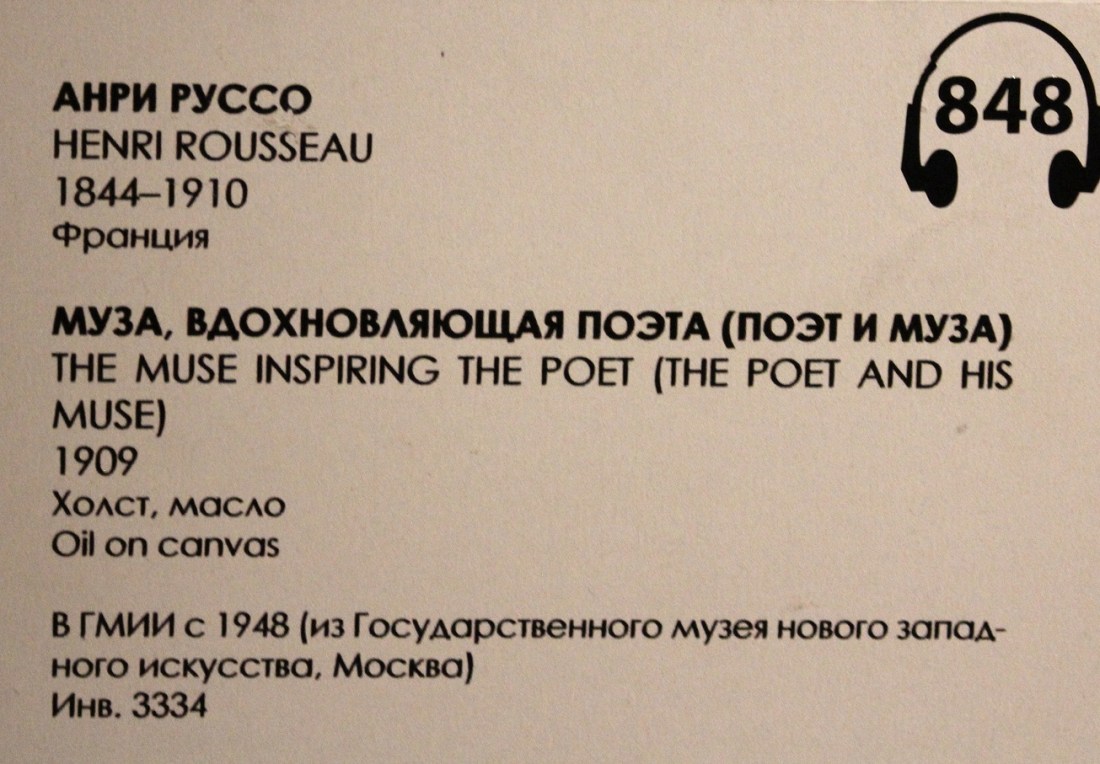 848
АНРИ РУССО
HENRI ROUSSEAU
1844–1910
Франция
МУЗА, ВДОХНОВЛЯЮЩАЯ ПОЭТА (ПОЭТ И МУЗА)
THE MUSE INSPIRING THE POET (THE POET AND HIS
MUSE)
1909
Холст, масло
Oil on canvas
В ГМИИ с 1948 (из Государственного музея нового запад-
ного искусства, Москва)
Инв. 3334